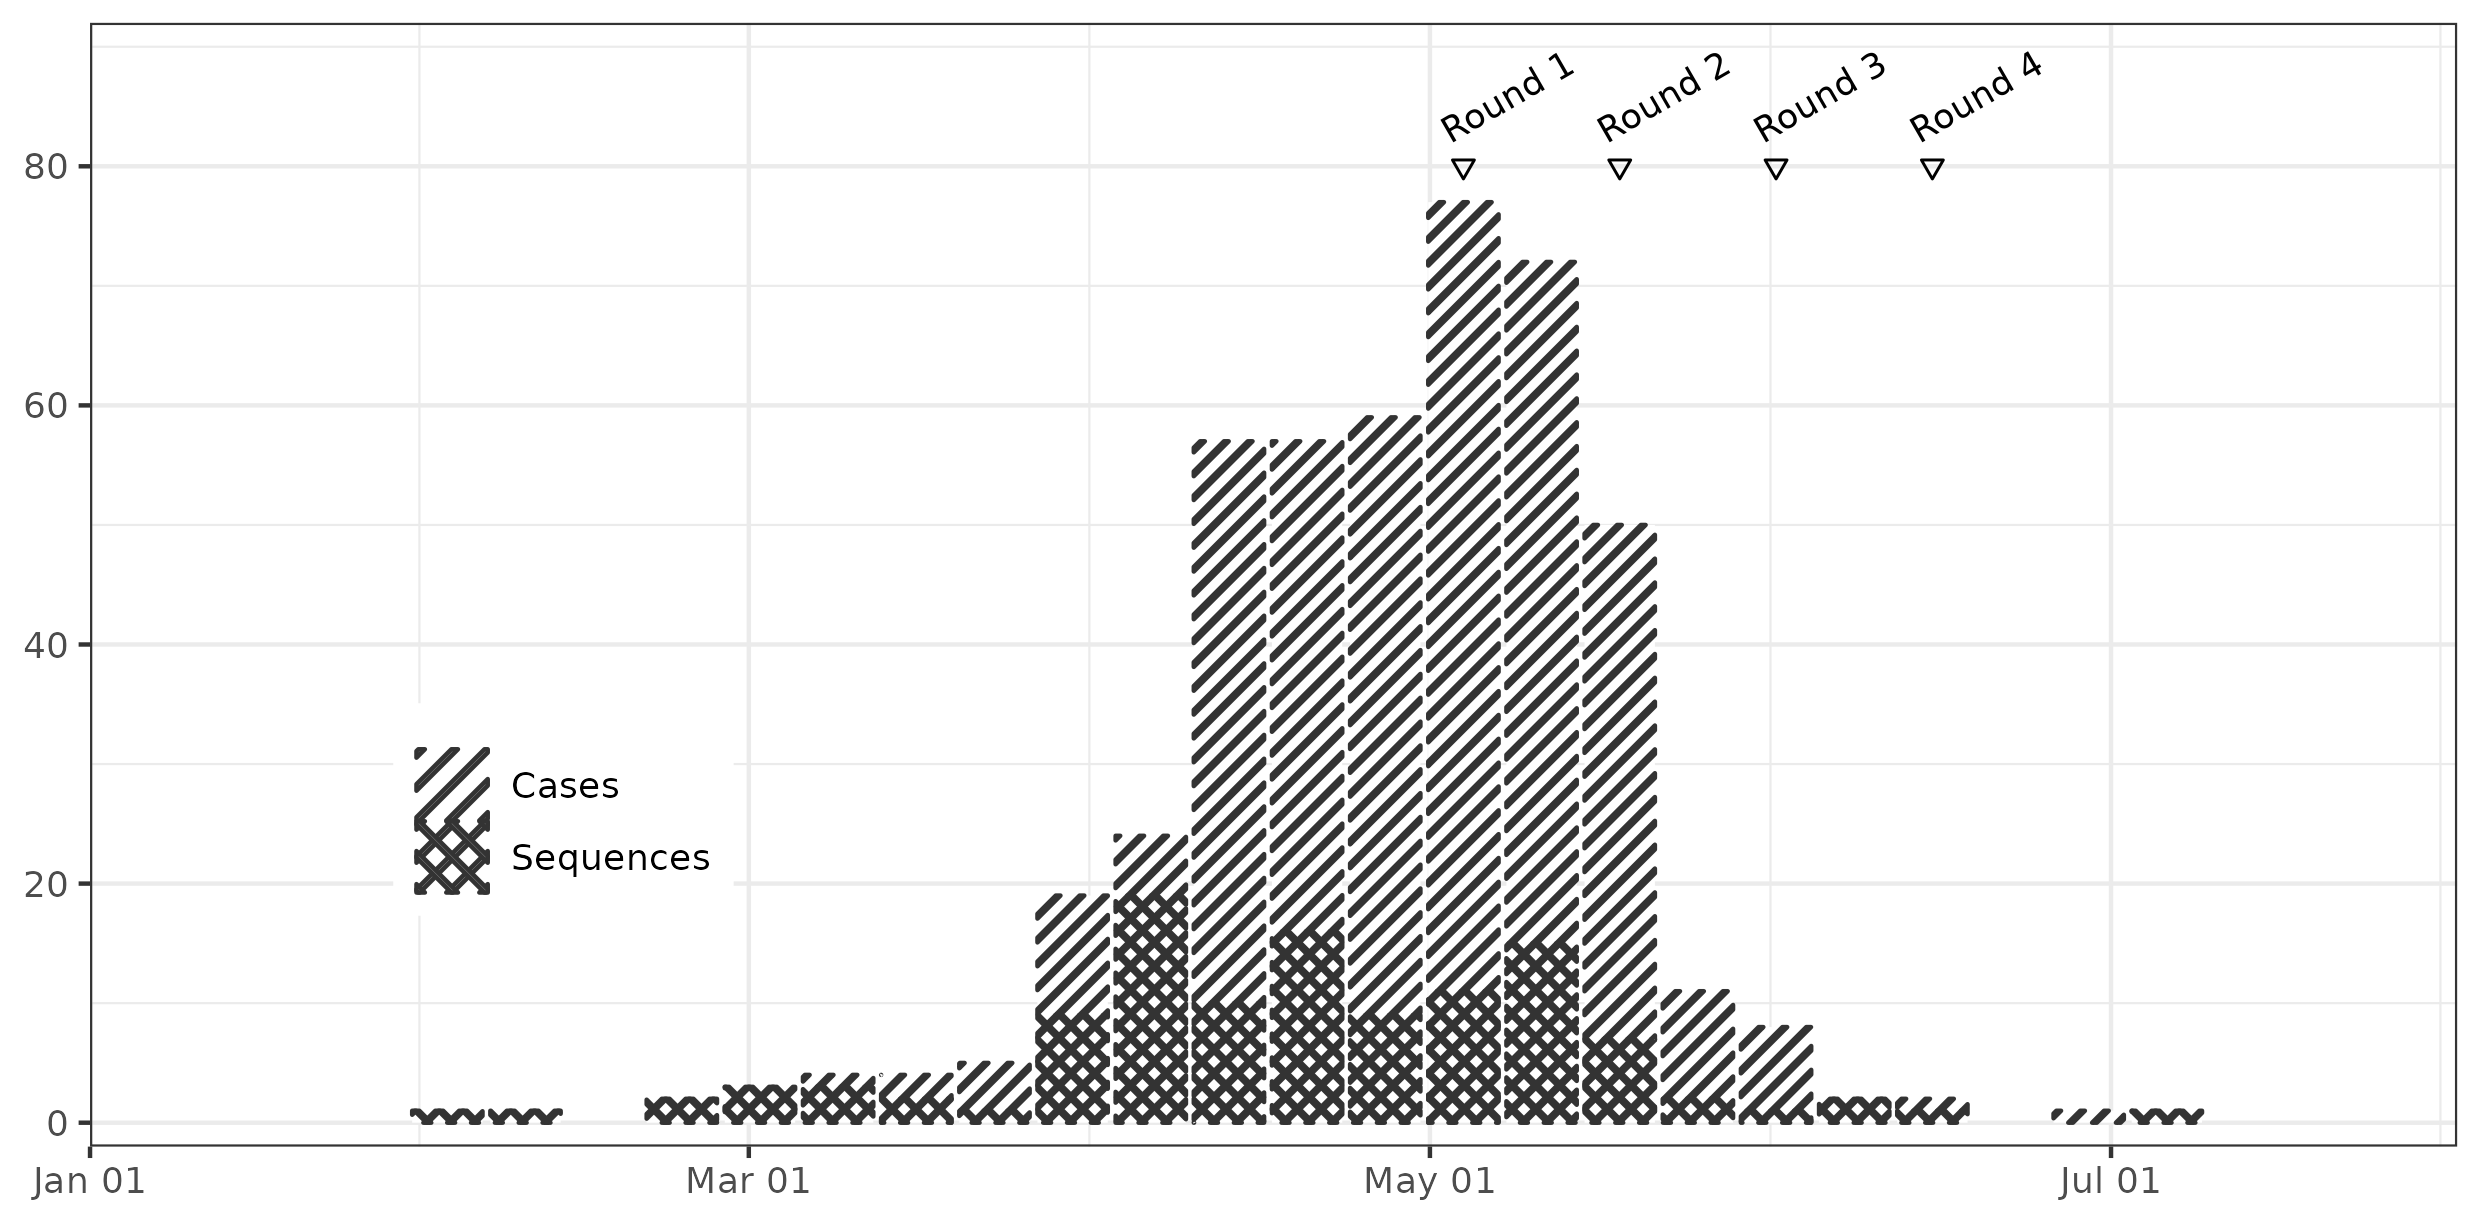 Round 1
Round 2
Round 3
Round 4
80
60
40
20
0
Cases
Sequences
Jan 01
Mar 01
May 01
Jul 01